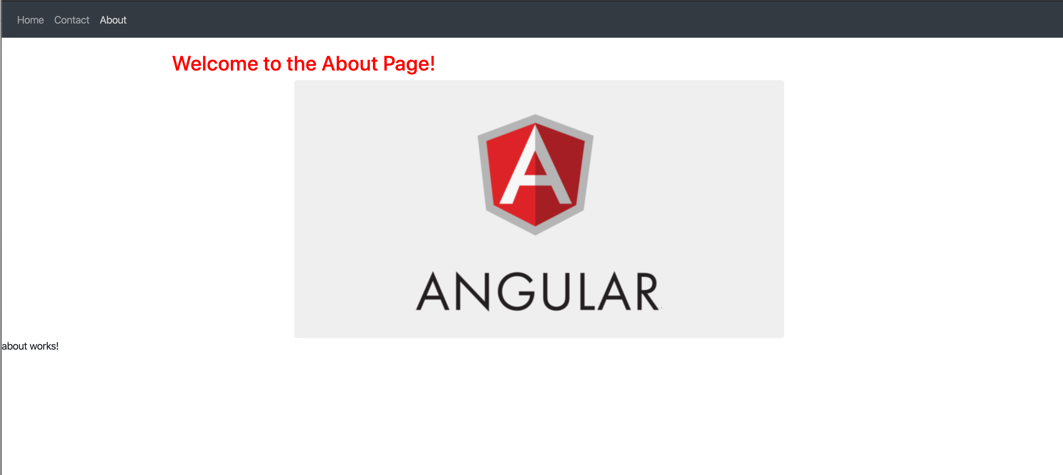 Home Contact About
Welcome to the About Page!
ANGULAR
about works!